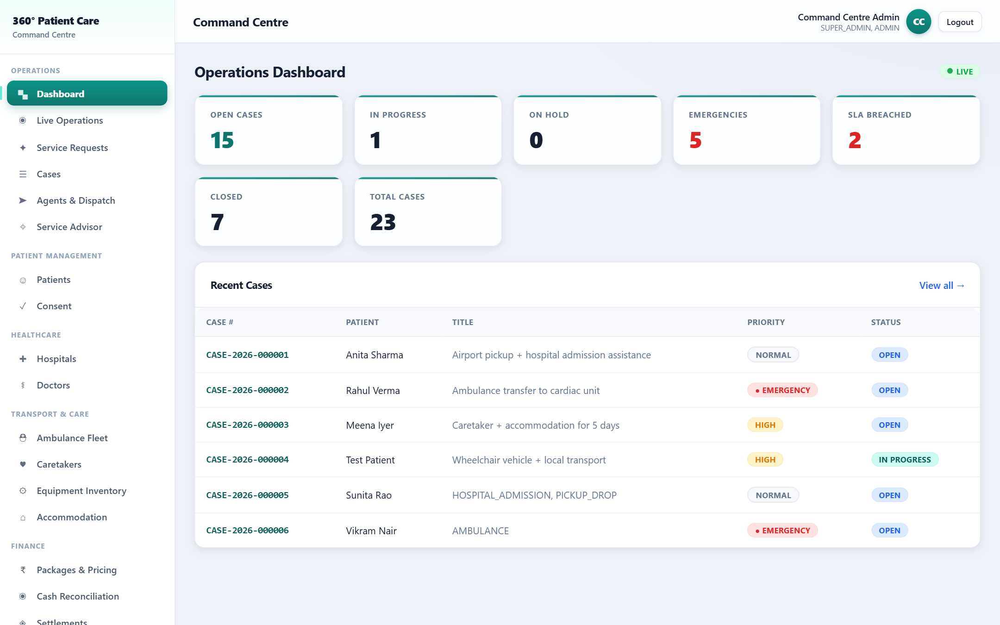 360° Patient Care
Command Centre
OPERATIONS
Dashboard
Live Operations
Service Requests
Cases
Agents & Dispatch
Service Advisor
PATIENT MANAGEMENT
Patients
Consent
HEALTHCARE
Hospitals
Doctors
TRANSPORT & CARE
Ambulance Fleet
Caretakers
Equipment Inventory
Accommodation
FINANCE
₹ Packages & Pricing
Cash Reconciliation
Settlements
Command Centre
Command Centre Admin
SUPER_ADMIN, ADMIN
CC
Logout
Operations Dashboard
LIVE
OPEN CASES
15
IN PROGRESS
1
ON HOLD
0
EMERGENCIES
5
SLA BREACHED
2
CLOSED
7
TOTAL CASES
23
Recent Cases
View all →
CASE # PATIENT TITLE PRIORITY STATUS
CASE-2026-000001 Anita Sharma Airport pickup + hospital admission assistance NORMAL OPEN
CASE-2026-000002 Rahul Verma Ambulance transfer to cardiac unit EMERGENCY OPEN
CASE-2026-000003 Meena Iyer Caretaker + accommodation for 5 days HIGH OPEN
CASE-2026-000004 Test Patient Wheelchair vehicle + local transport HIGH IN PROGRESS
CASE-2026-000005 Sunita Rao HOSPITAL_ADMISSION, PICKUP_DROP NORMAL OPEN
CASE-2026-000006 Vikram Nair AMBULANCE EMERGENCY OPEN